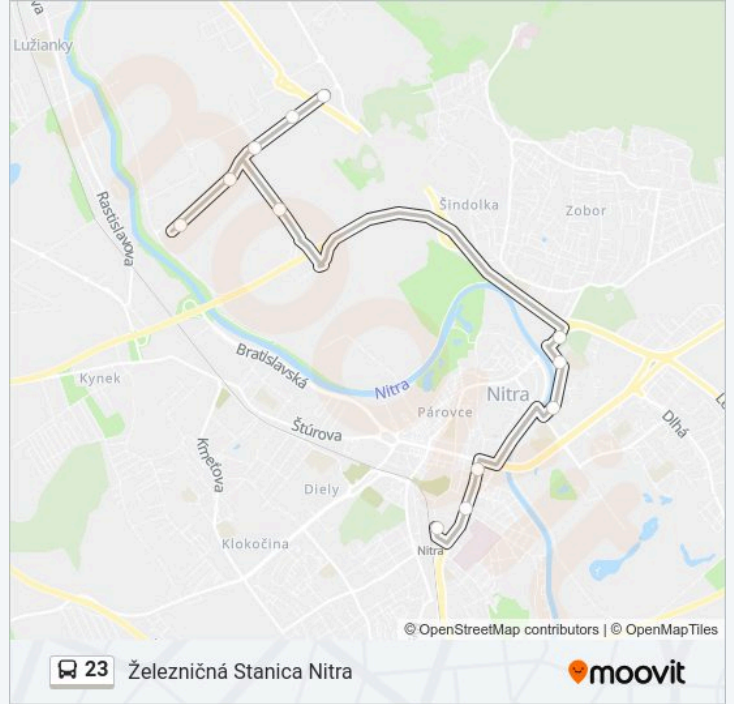 Lužianky
Rastislavova
Šindolka
Zobor
Bratislavská
Kynek
Nitra
Nitra
Párovce
Štúrova
Dlhá
Kmeťova
Diely
Klokočina
Nitra
© OpenStreetMap contributors | © OpenMapTiles
23 Železničná Stanica Nitra
moovit